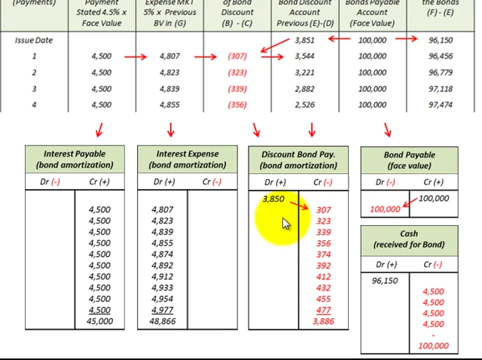 (Payments) Payment Expense MKT of Bond Bond Discount Bonds Payable the Bonds
Stated 4.5% x 5% x Previous Discount Account Account (F) - (E)
Face Value BV in (G) (B) - (C) Previous (E)-(D) (Face Value)
Issue Date 3,851 100,000 96,150
1 4,500 4,807 (307) 3,544 100,000 96,456
2 4,500 4,823 (323) 3,221 100,000 96,779
3 4,500 4,839 (339) 2,882 100,000 97,118
4 4,500 4,855 (356) 2,526 100,000 97,474
Interest Payable
(bond amortization)
Dr (-) Cr (+)
4,500
4,500
4,500
4,500
4,500
4,500
4,500
4,500
4,500
4,500
45,000
Interest Expense
(bond amortization)
Dr (+) Cr (-)
4,807
4,823
4,839
4,855
4,874
4,892
4,912
4,933
4,954
4,977
48,866
Discount Bond Pay.
(bond amortization)
Dr (+) Cr (-)
3,850
307
323
339
356
374
392
412
432
455
477
3,886
Bond Payable
(face value)
Dr (-) Cr (+)
100,000
100,000
Cash
(received for Bond)
Dr (+) Cr (-)
96,150
4,500
4,500
4,500
4,500
-
100,000